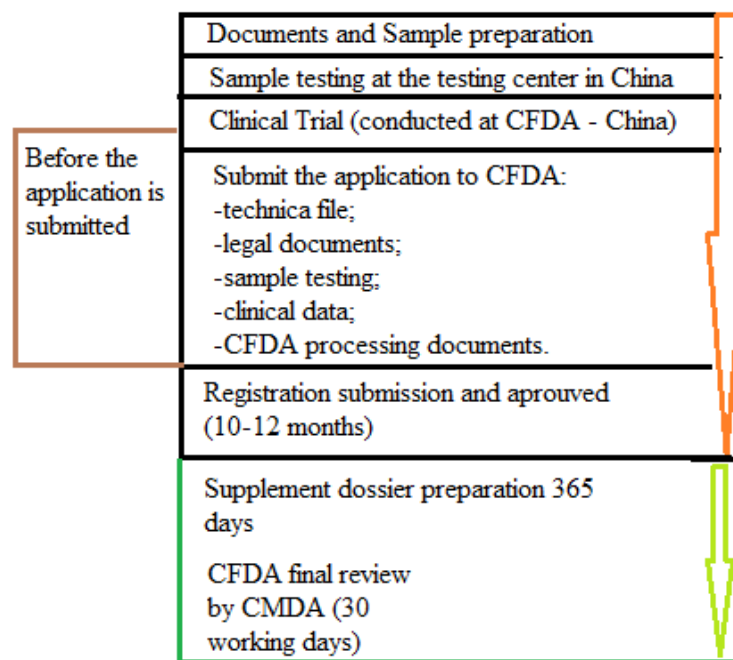 Documents and Sample preparation
Sample testing at the testing center in China
Clinical Trial (conducted at CFDA - China)
Before the
application is
submitted
Submit the application to CFDA:
-technica file;
-legal documents;
-sample testing;
-clinical data;
-CFDA processing documents.
Registration submission and aprouved
(10-12 months)
Supplement dossier preparation 365
days
CFDA final review
by CMDA (30
working days)